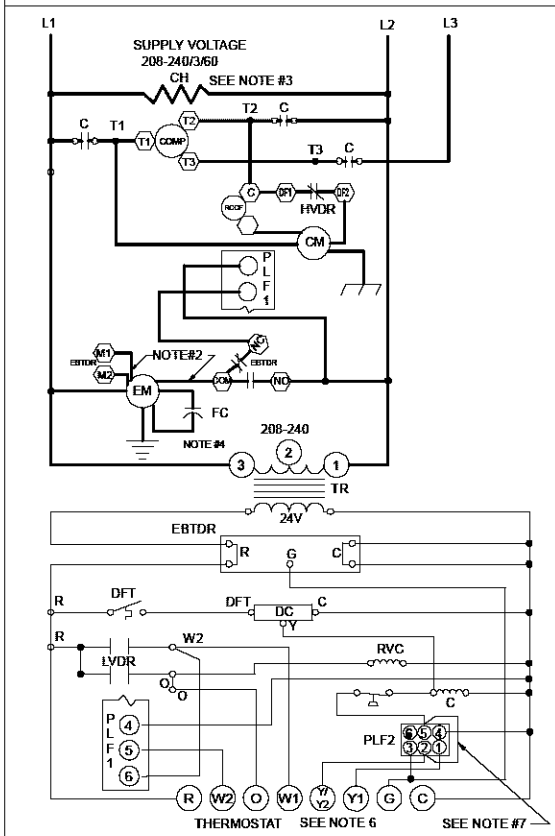 L1 L2 L3
SUPPLY VOLTAGE
208-240/3/60
CH SEE NOTE #3
C T1 T2 C
T1 COMP T2
T3 T3 C
C DF1 DF2
RCCF HVDR
CM
P
L
F
1
NC
M1 NOTE#2
EBTDR EBTDR
M2 COM NO
EM
FC
NOTE #4
208-240
3 2 1
TR
24V
EBTDR
R G C
DFT DFT DC C
R Y
R W2 RVC
LVDR
O
O C
P 4 6 5 4
L PLF2
F 5 3 2 1
1
6
R W2 O W1 Y/
Y2 Y1 G C
THERMOSTAT SEE NOTE 6 SEE NOTE #7